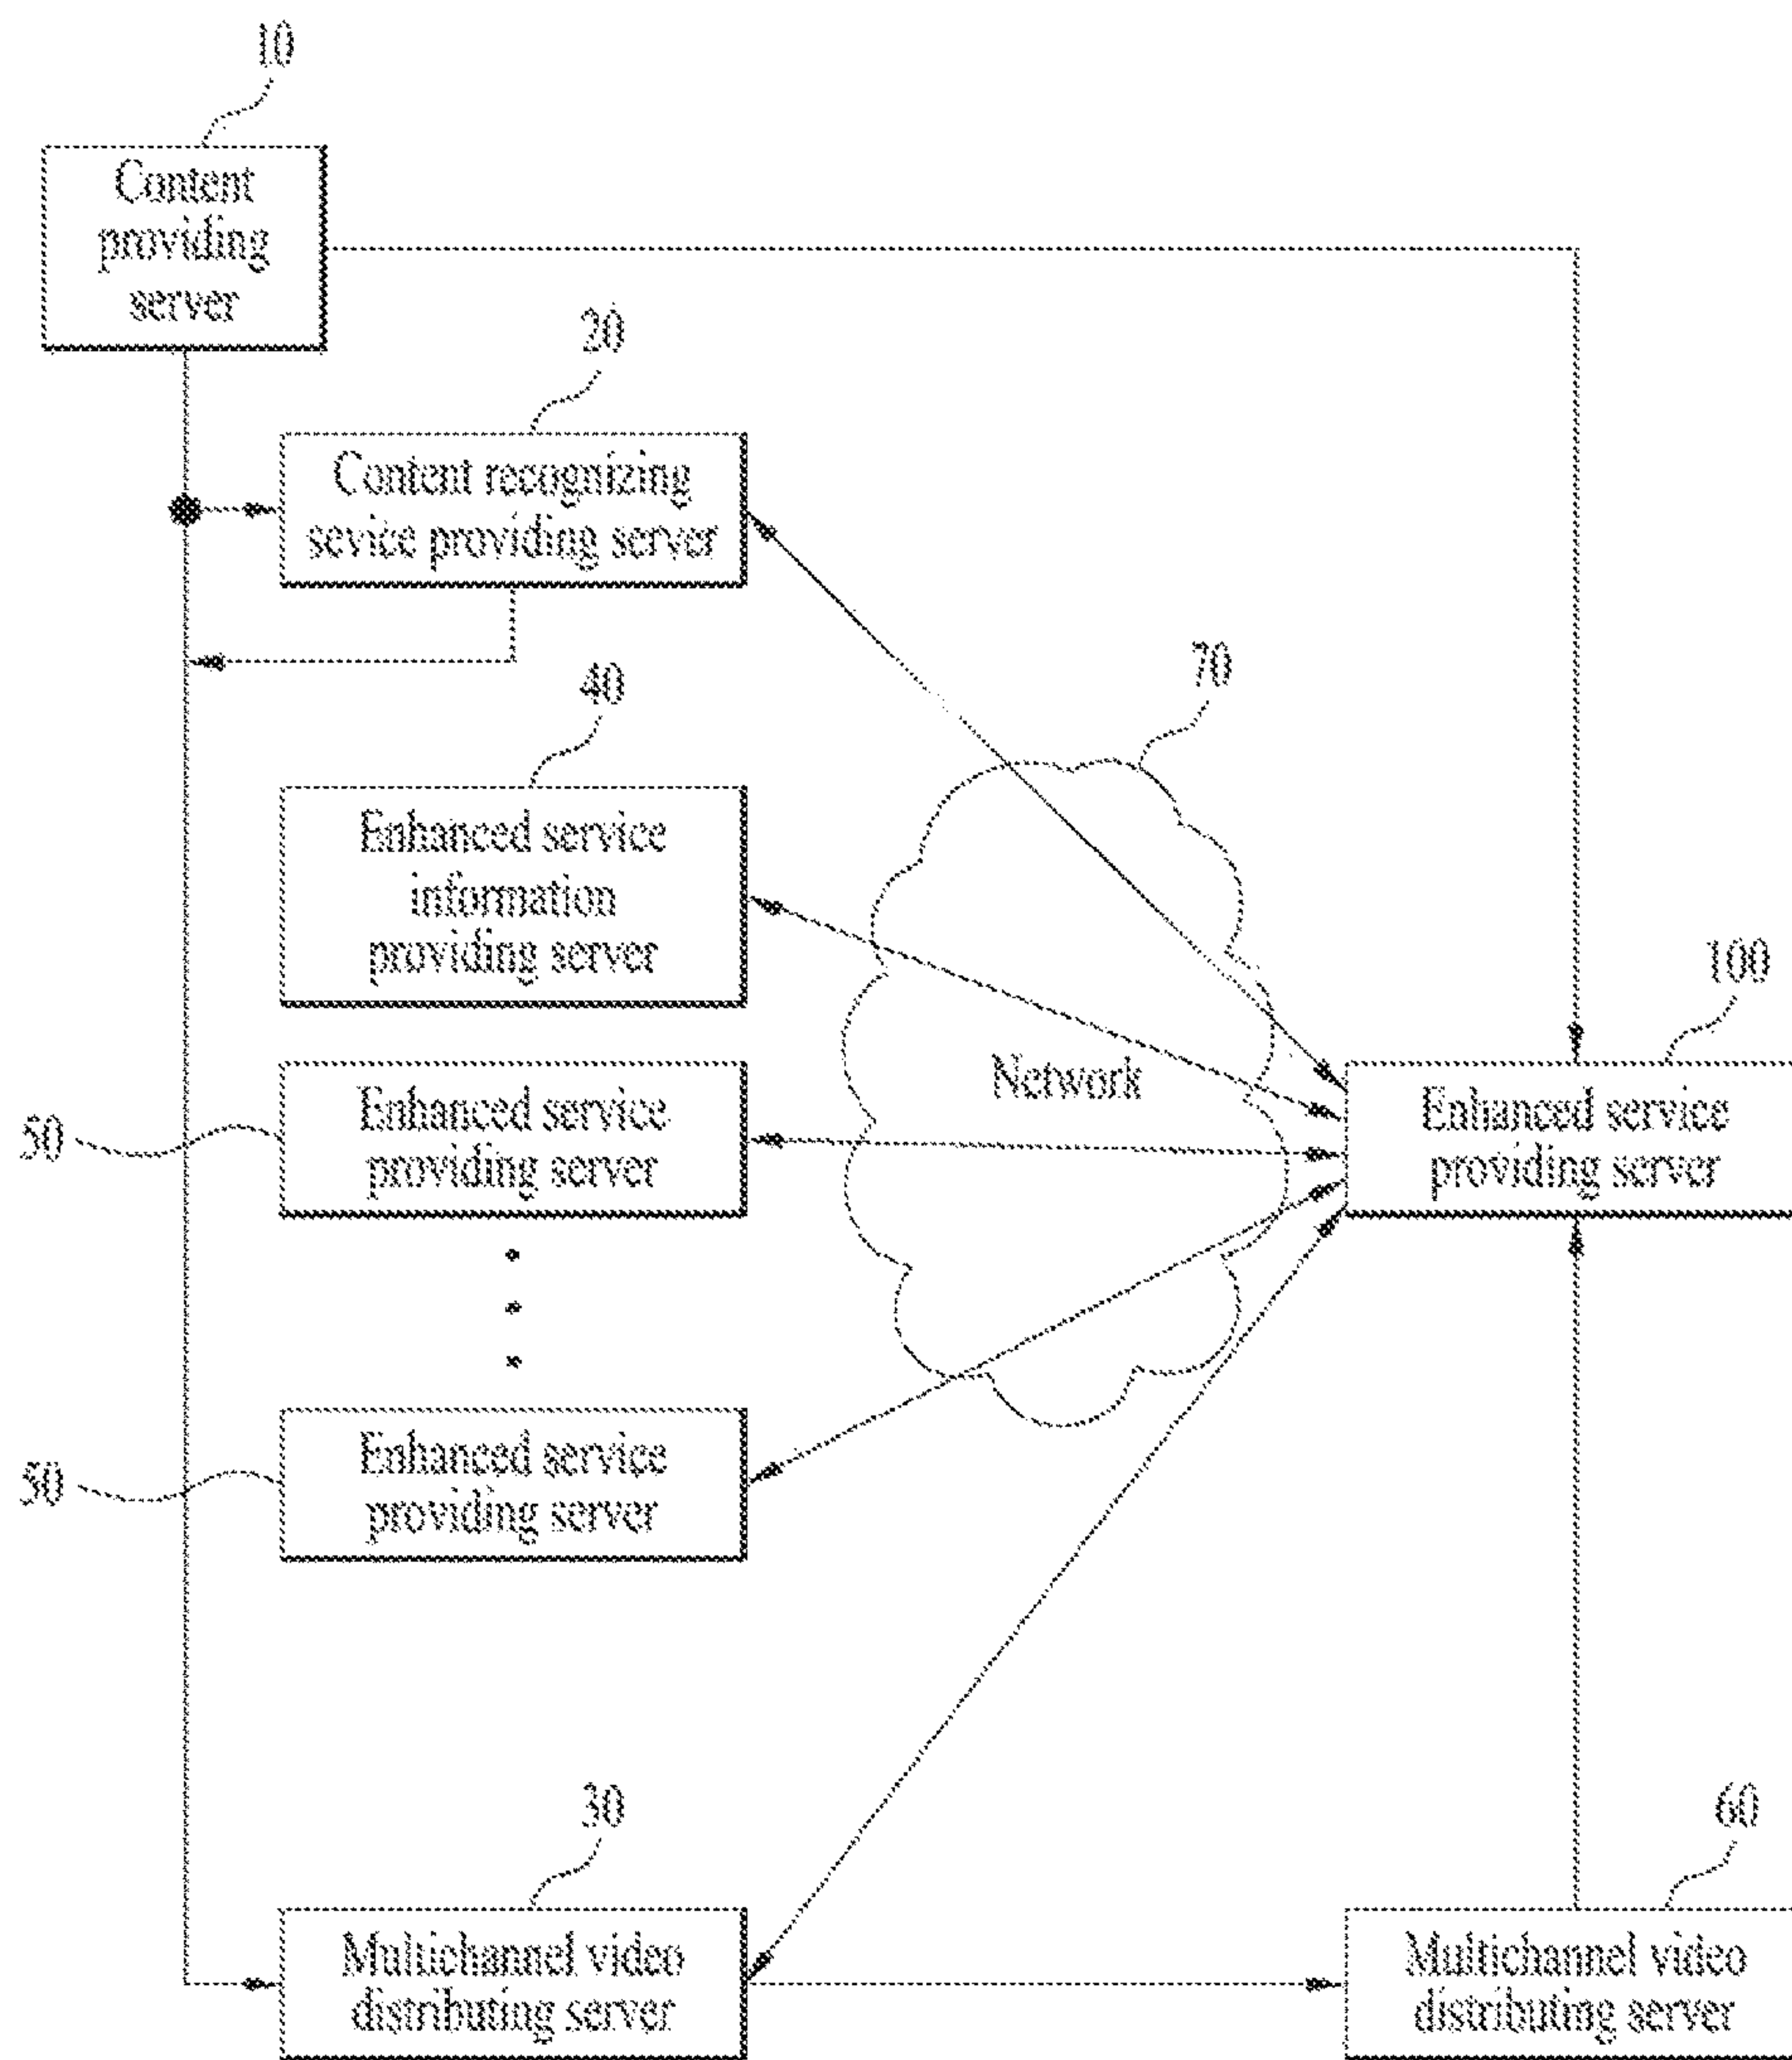 10
Content
providing
server
20
Content recognizing
sevice providing server
40
Enhanced service
information
providing server
70
Network
100
Enhanced service
providing server
50
Enhanced service
providing server
50
Enhanced service
providing server
30
Multichannel video
distributing server
60
Multichannel video
distributing server